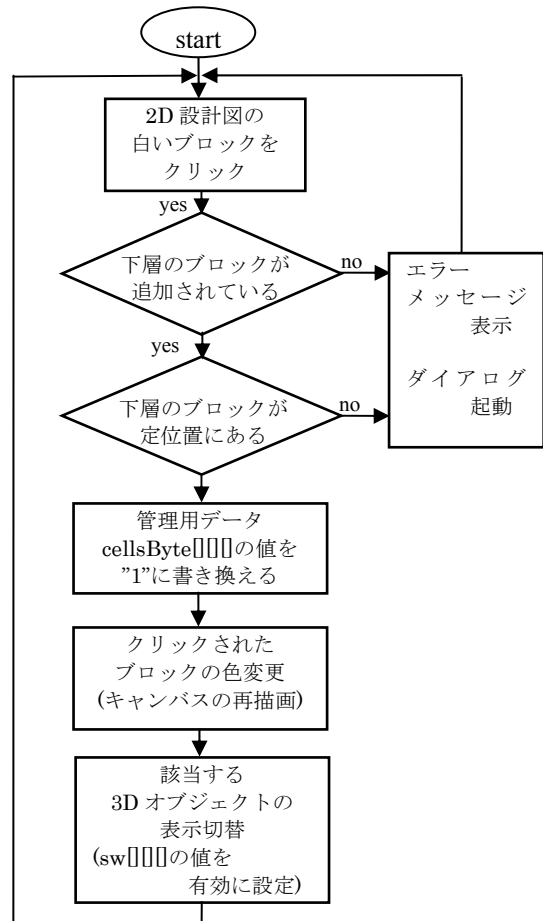 start
2D 設計図の
白いブロックを
クリック
yes
下層のブロックが
追加されている
no
エラー
メッセージ
表示
ダイアログ
起動
yes
下層のブロックが
定位置にある
no
管理用データ
cellsByte[][][]の値を
”1”に書き換える
クリックされた
ブロックの色変更
(キャンバスの再描画)
該当する
3D オブジェクトの
表示切替
(sw[][][]の値を
有効に設定)